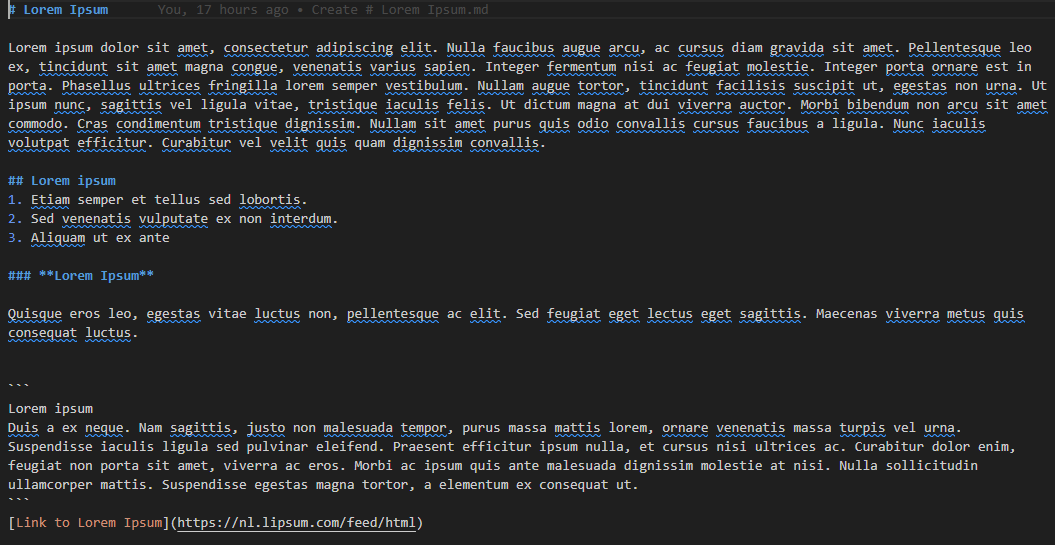 # Lorem Ipsum You, 17 hours ago • Create # Lorem Ipsum.md
Lorem ipsum dolor sit amet, consectetur adipiscing elit. Nulla faucibus augue arcu, ac cursus diam gravida sit amet. Pellentesque leo
ex, tincidunt sit amet magna congue, venenatis varius sapien. Integer fermentum nisi ac feugiat molestie. Integer porta ornare est in
porta. Phasellus ultrices fringilla lorem semper vestibulum. Nullam augue tortor, tincidunt facilisis suscipit ut, egestas non urna. Ut
ipsum nunc, sagittis vel ligula vitae, tristique iaculis felis. Ut dictum magna at dui viverra auctor. Morbi bibendum non arcu sit amet
commodo. Cras condimentum tristique dignissim. Nullam sit amet purus quis odio convallis cursus faucibus a ligula. Nunc iaculis
volutpat efficitur. Curabitur vel velit quis quam dignissim convallis.
## Lorem ipsum
1. Etiam semper et tellus sed lobortis.
2. Sed venenatis vulputate ex non interdum.
3. Aliquam ut ex ante
### **Lorem Ipsum**
Quisque eros leo, egestas vitae luctus non, pellentesque ac elit. Sed feugiat eget lectus eget sagittis. Maecenas viverra metus quis
consequat luctus.
```
Lorem ipsum
Duis a ex neque. Nam sagittis, justo non malesuada tempor, purus massa mattis lorem, ornare venenatis massa turpis vel urna.
Suspendisse iaculis ligula sed pulvinar eleifend. Praesent efficitur ipsum nulla, et cursus nisi ultrices ac. Curabitur dolor enim,
feugiat non porta sit amet, viverra ac eros. Morbi ac ipsum quis ante malesuada dignissim molestie at nisi. Nulla sollicitudin
ullamcorper mattis. Suspendisse egestas magna tortor, a elementum ex consequat ut.
```
[Link to Lorem Ipsum](https://nl.lipsum.com/feed/html)